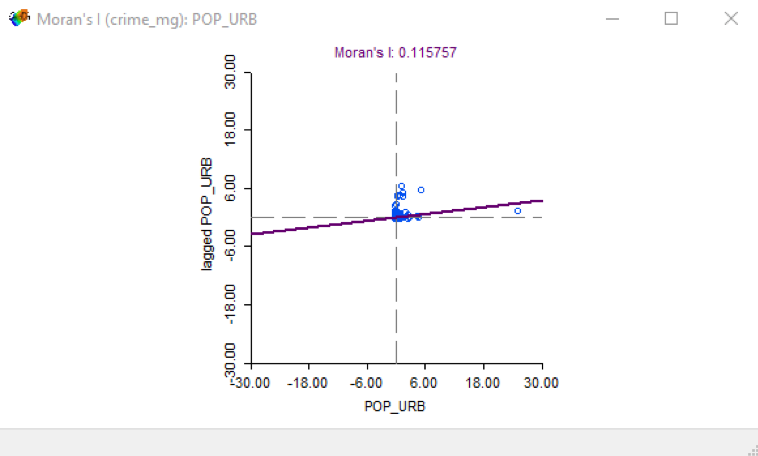 Moran's I (crime_mg): POP_URB
Moran's I: 0.115757
30.00
18.00
6.00
-6.00
-18.00
-30.00
lagged POP_URB
-30.00 -18.00 -6.00 6.00 18.00 30.00
POP_URB